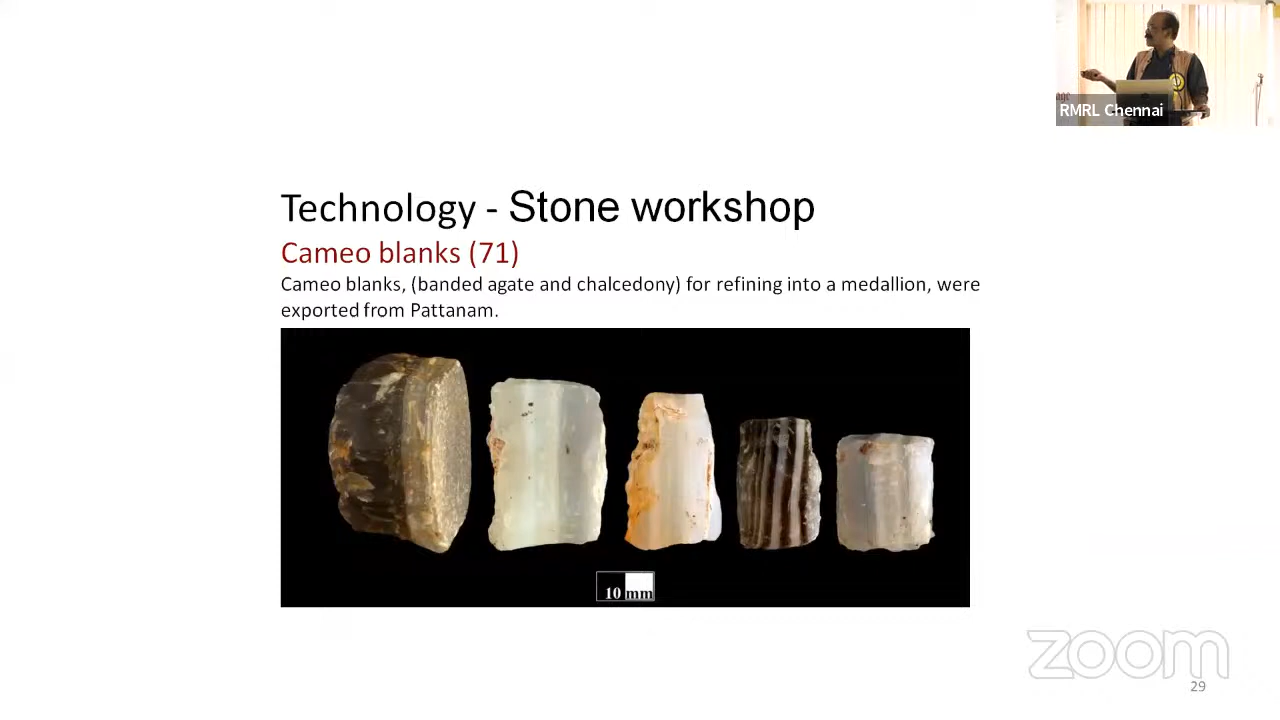 RMRL Chennai
Technology - Stone workshop
Cameo blanks (71)
Cameo blanks, (banded agate and chalcedony) for refining into a medallion, were
exported from Pattanam.
10 mm
zoom
29